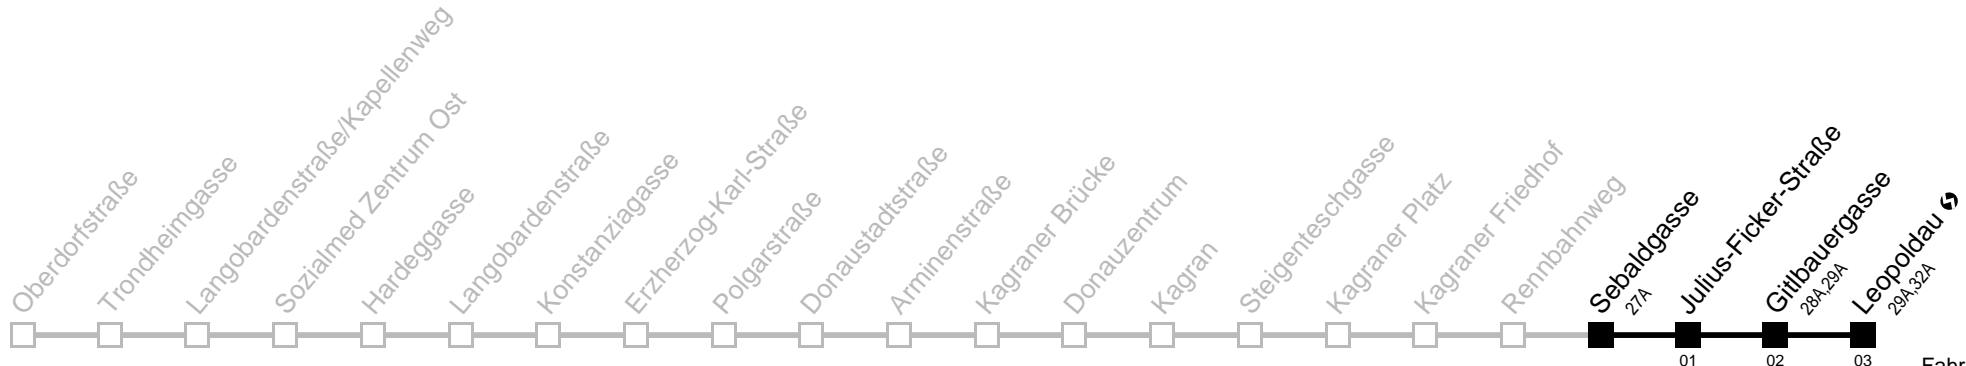 Oberdorfstraße
Trondheimgasse
Langobardenstraße/Kapellenweg
Sozialmed Zentrum Ost
Hardeggasse
Langobardenstraße
Konstanziagasse
Erzherzog-Karl-Straße
Polgarstraße
Donaustadtstraße
Arminenstraße
Kagraner Brücke
Donauzentrum
Kagran
Steigenteschgasse
Kagraner Platz
Kagraner Friedhof
Rennbahnweg
Sebaldgasse
27A
Julius-Ficker-Straße
Gitlbauergasse
28A,29A
Leopoldau
29A,32A
01
02
03
Fahr